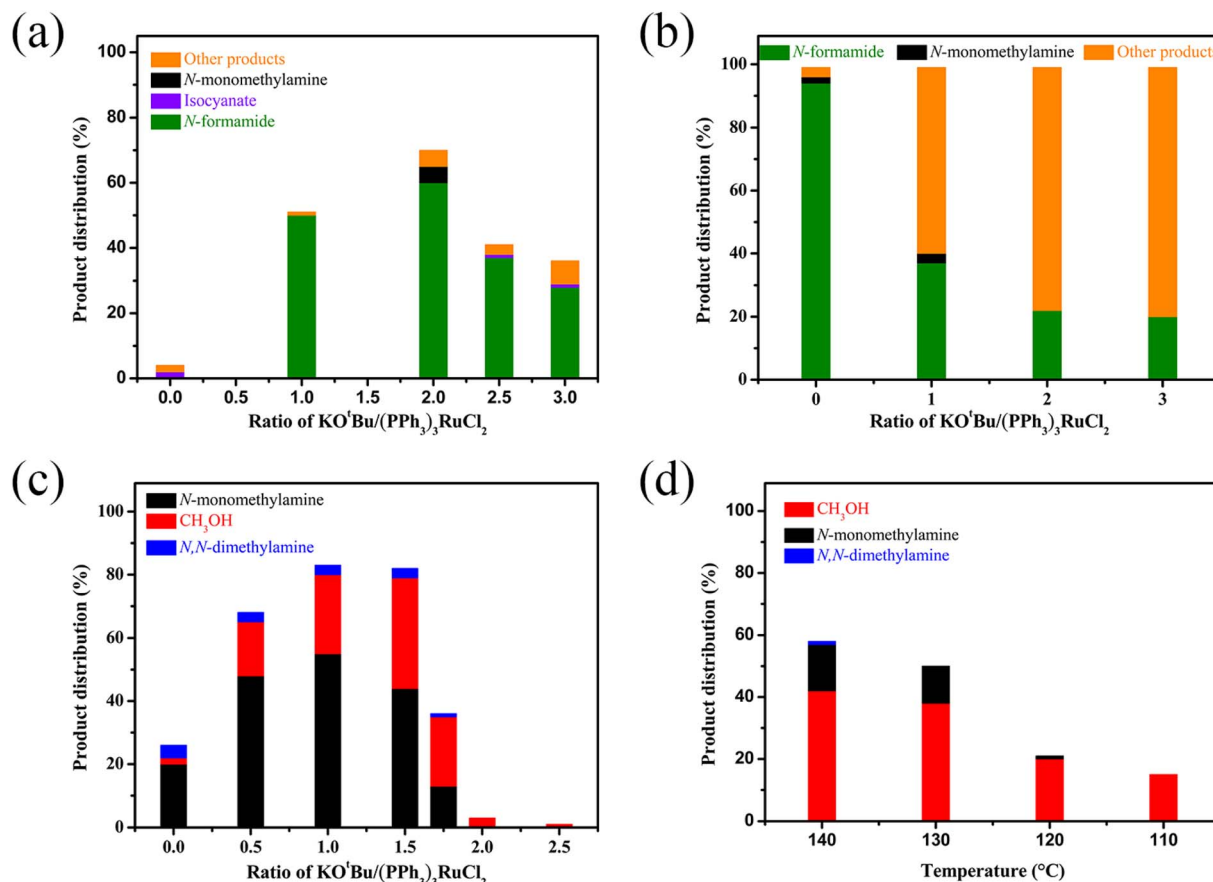 (a)
Other products
N-monomethylamine
Isocyanate
N-formamide
100
80
60
40
20
0
Product distribution (%)
0.0 0.5 1.0 1.5 2.0 2.5 3.0
Ratio of KOᵗBu/(PPh₃)₃RuCl₂
(b)
N-formamide N-monomethylamine Other products
100
80
60
40
20
0
Product distribution (%)
0 1 2 3
Ratio of KOᵗBu/(PPh₃)₃RuCl₂
(c)
N-monomethylamine
CH₃OH
N,N-dimethylamine
100
80
60
40
20
0
Product distribution (%)
0.0 0.5 1.0 1.5 2.0 2.5
Ratio of KOᵗBu/(PPh₃)₃RuCl₂
(d)
CH₃OH
N-monomethylamine
N,N-dimethylamine
100
80
60
40
20
0
Product distribution (%)
140 130 120 110
Temperature (°C)